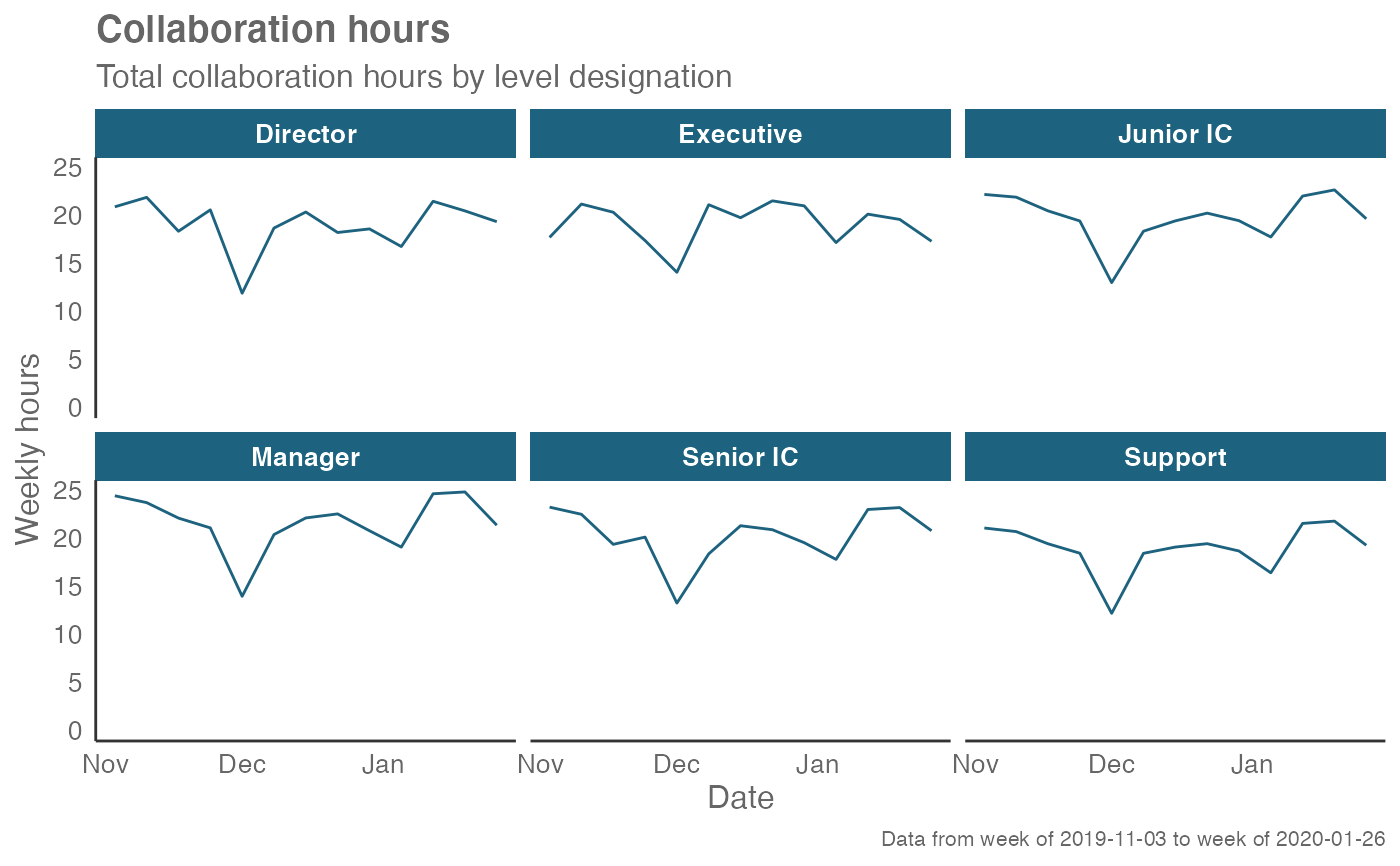 Collaboration hours
Total collaboration hours by level designation
Director
Executive
Junior IC
25
20
15
10
5
0
Weekly hours
Manager
Senior IC
Support
25
20
15
10
5
0
Nov Dec Jan Nov Dec Jan Nov Dec Jan
Date
Data from week of 2019-11-03 to week of 2020-01-26